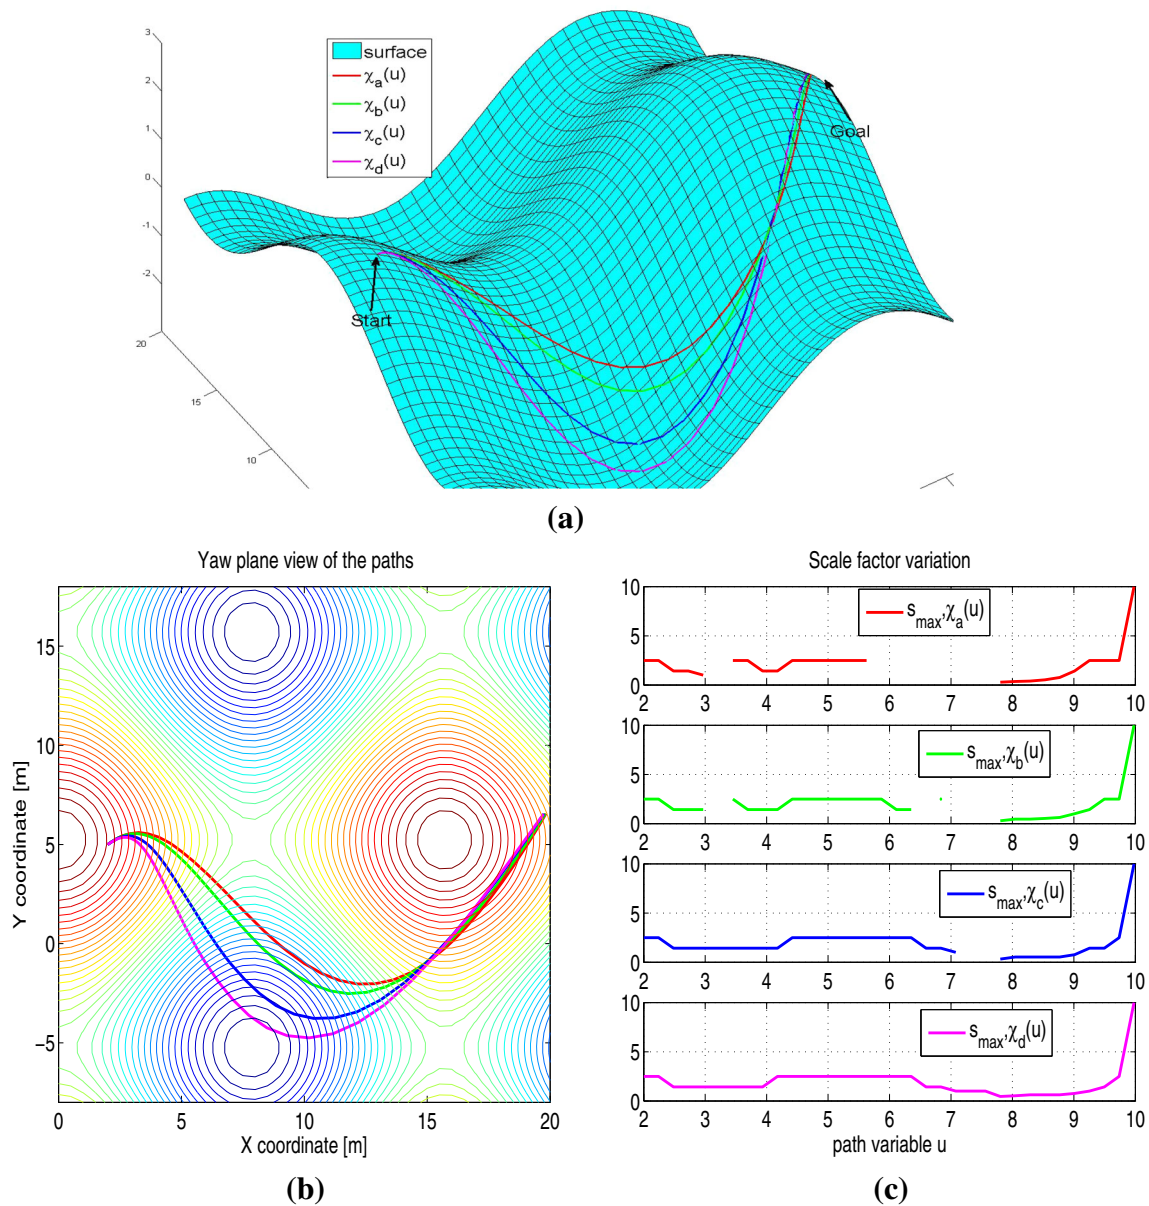 3
2
1
0
-1
-2
20
15
10
surface
χa(u)
χb(u)
χc(u)
χd(u)
Start
Goal
(a)
Yaw plane view of the paths
15
10
5
0
−5
0 5 10 15 20
Y coordinate [m]
X coordinate [m]
(b)
Scale factor variation
10
5
0
2 3 4 5 6 7 8 9 10
smax,χa(u)
10
5
0
2 3 4 5 6 7 8 9 10
smax,χb(u)
10
5
0
2 3 4 5 6 7 8 9 10
smax,χc(u)
10
5
0
2 3 4 5 6 7 8 9 10
smax,χd(u)
path variable u
(c)